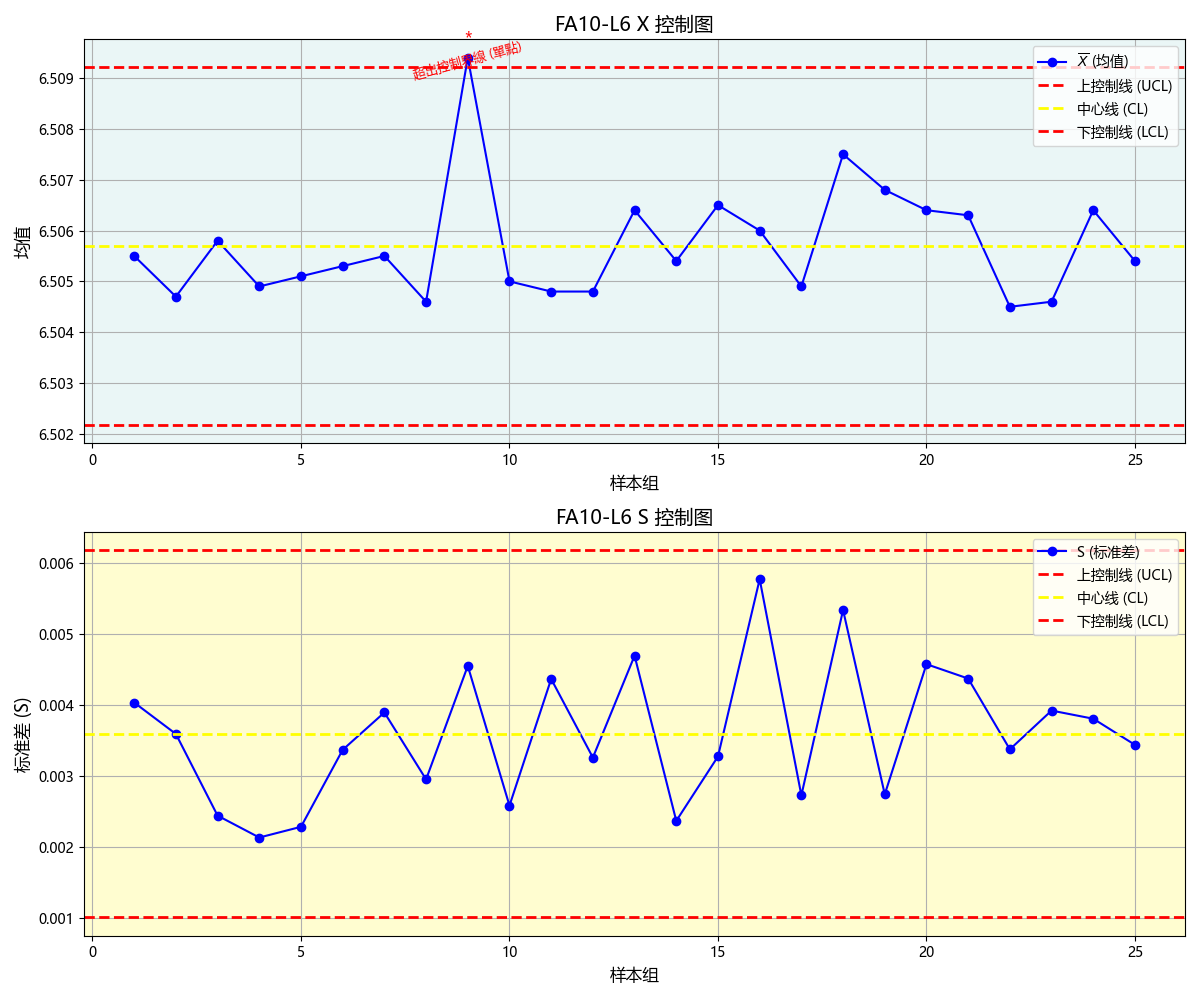 FA10-L6 X 控制图
*
超出控制界線 (單點)
X (均值)
上控制线 (UCL)
中心线 (CL)
下控制线 (LCL)
均值
6.509
6.508
6.507
6.506
6.505
6.504
6.503
6.502
0 5 10 15 20 25
样本组
FA10-L6 S 控制图
S (标准差)
上控制线 (UCL)
中心线 (CL)
下控制线 (LCL)
标准差 (S)
0.006
0.005
0.004
0.003
0.002
0.001
0 5 10 15 20 25
样本组